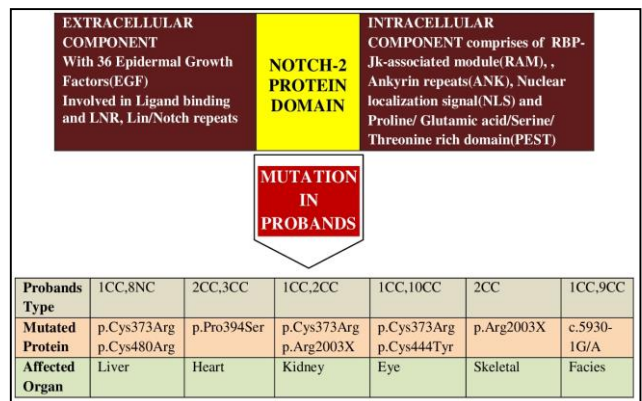 EXTRACELLULAR
COMPONENT
With 36 Epidermal Growth
Factors(EGF)
Involved in Ligand binding
and LNR, Lin/Notch repeats
NOTCH-2
PROTEIN
DOMAIN
INTRACELLULAR
COMPONENT comprises of RBP-
Jk-associated module(RAM), ,
Ankyrin repeats(ANK), Nuclear
localization signal(NLS) and
Proline/ Glutamic acid/Serine/
Threonine rich domain(PEST)
MUTATION
IN
PROBANDS
Probands Type 1CC,8NC 2CC,3CC 1CC,2CC 1CC,10CC 2CC 1CC,9CC
Mutated Protein p.Cys373Arg p.Cys480Arg p.Pro394Ser p.Cys373Arg p.Arg2003X p.Cys373Arg p.Cys444Tyr p.Arg2003X c.5930-1G/A
Affected Organ Liver Heart Kidney Eye Skeletal Facies